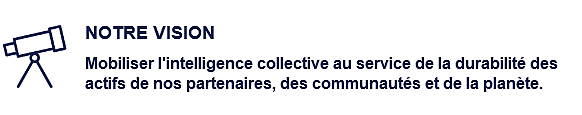 NOTRE VISION
Mobiliser l'intelligence collective au service de la durabilité des
actifs de nos partenaires, des communautés et de la planète.